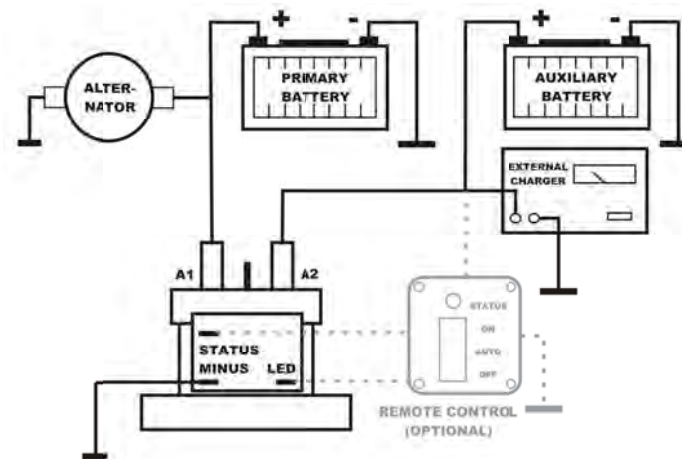 + -
+ -
ALTER-
NATOR
PRIMARY
BATTERY
AUXILIARY
BATTERY
EXTERNAL
CHARGER
A1 A2
STATUS
MINUS LED
STATUS
ON
AUTO
OFF
REMOTE CONTROL
(OPTIONAL)